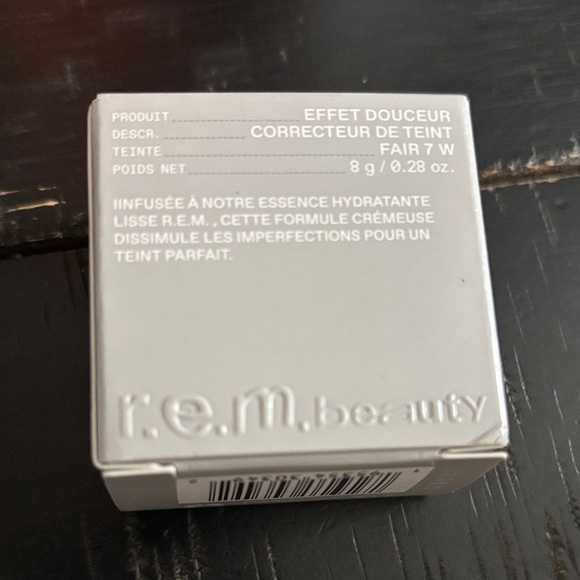 PRODUIT EFFET DOUCEUR
DESCR. CORRECTEUR DE TEINT
TEINTE FAIR 7 W
POIDS NET 8 g / 0.28 oz.
IINFUSÉE À NOTRE ESSENCE HYDRATANTE
LISSE R.E.M. , CETTE FORMULE CRÉMEUSE
DISSIMULE LES IMPERFECTIONS POUR UN
TEINT PARFAIT.
r.e.m.beauty